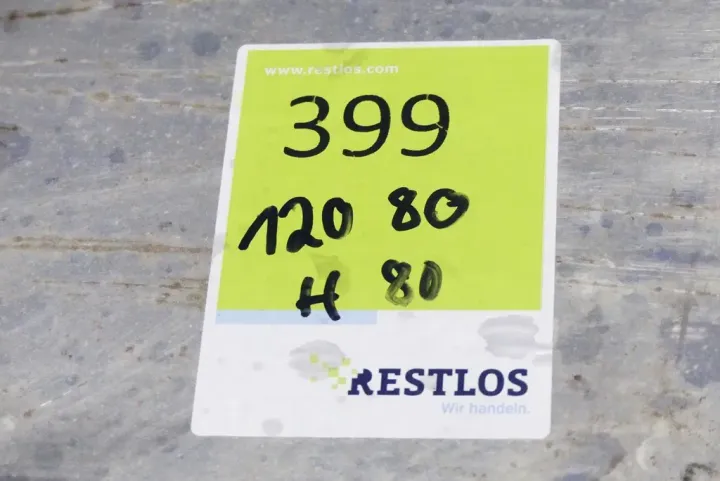 www.restlos.com
399
120 80
H 80
RESTLOS
Wir handeln.